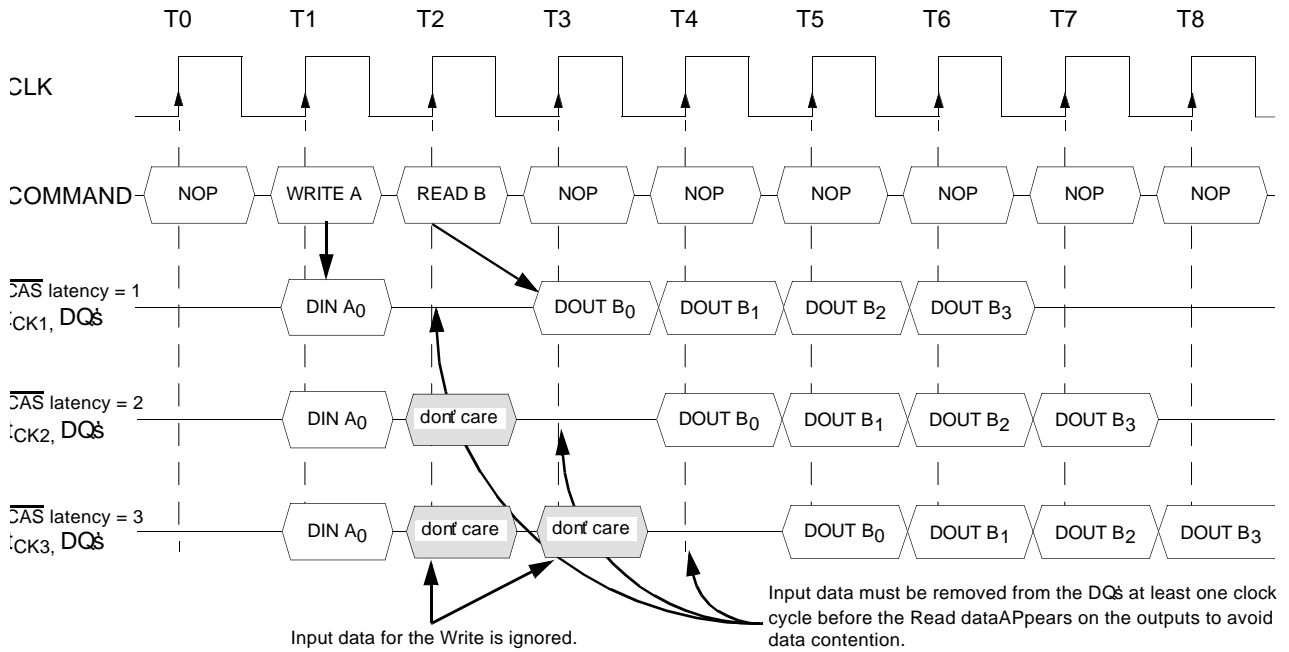 T0 T1 T2 T3 T4 T5 T6 T7 T8
CLK
COMMAND NOP WRITE A READ B NOP NOP NOP NOP NOP NOP
CAS latency = 1
tCK1, DQ's DIN A0 DOUT B0 DOUT B1 DOUT B2 DOUT B3
CAS latency = 2
tCK2, DQ's DIN A0 don't care DOUT B0 DOUT B1 DOUT B2 DOUT B3
CAS latency = 3
tCK3, DQ's DIN A0 don't care don't care DOUT B0 DOUT B1 DOUT B2 DOUT B3
Input data for the Write is ignored.
Input data must be removed from the DQ's at least one clock
cycle before the Read dataAPpears on the outputs to avoid
data contention.